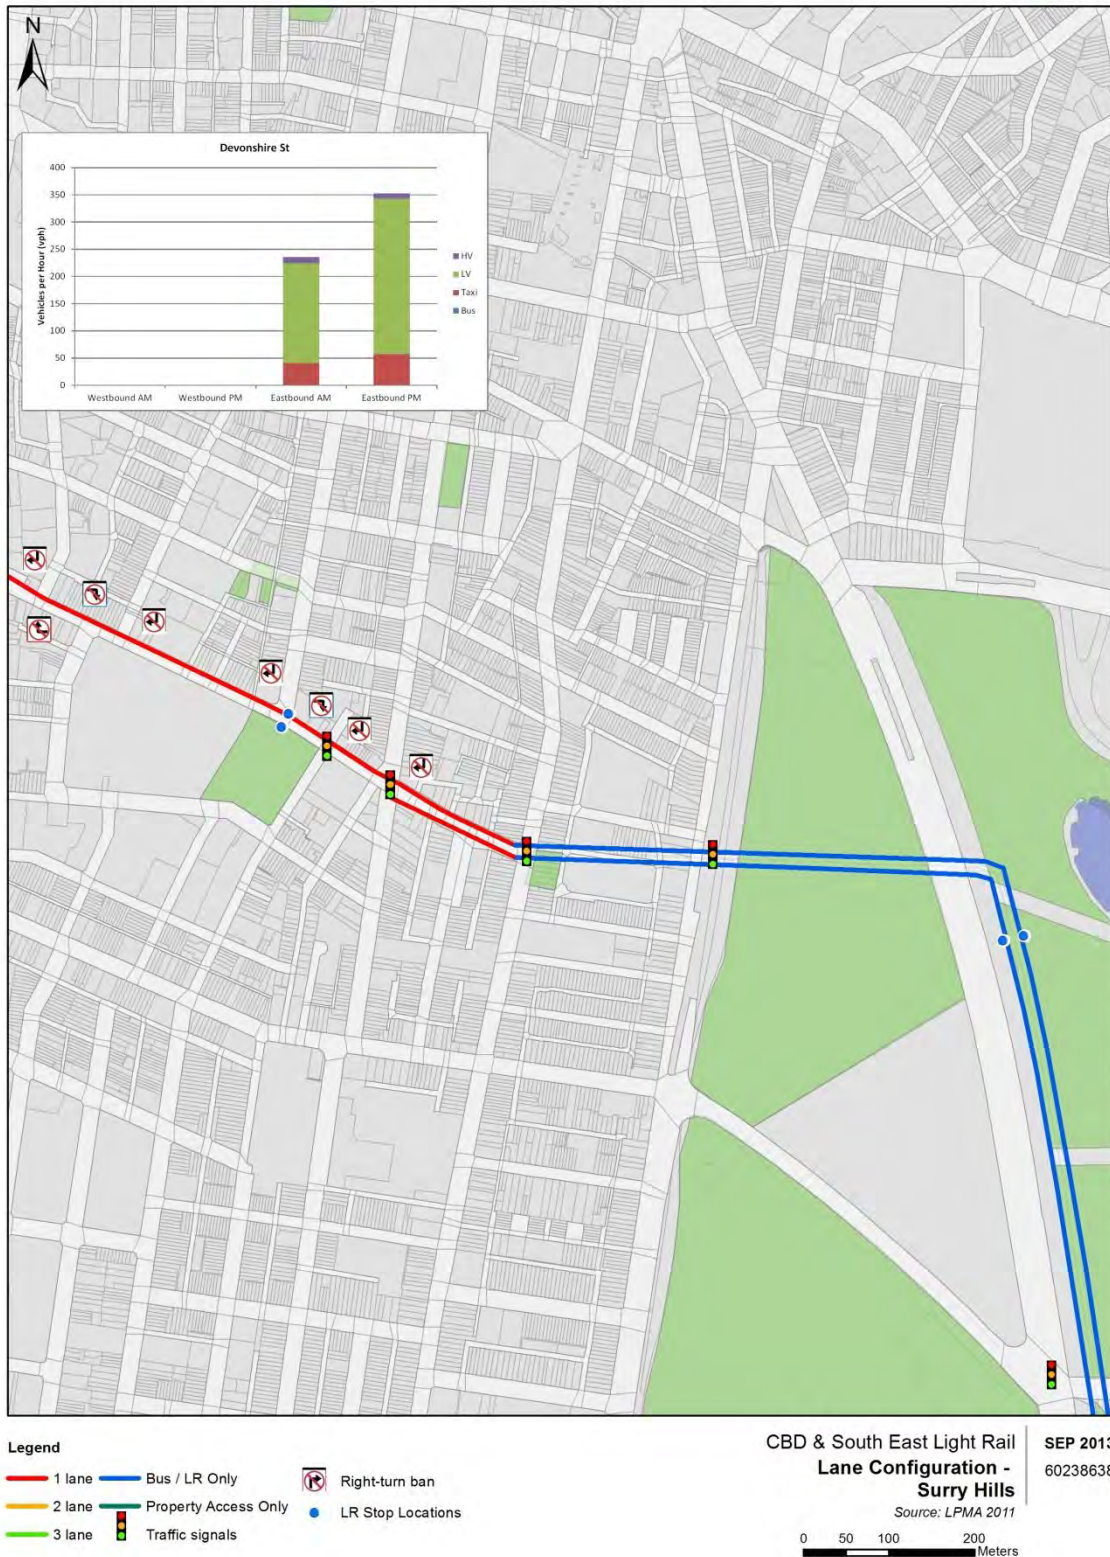 N
Devonshire St
400
350
300
250
200
150
100
50
0
Vehicles per Hour (vph)
HV
LV
Taxi
Bus
Westbound AM Westbound PM Eastbound AM Eastbound PM
Legend
1 lane Bus / LR Only Right-turn ban
2 lane Property Access Only LR Stop Locations
3 lane Traffic signals
CBD & South East Light Rail
Lane Configuration -
Surry Hills
Source: LPMA 2011
SEP 2013
60238638
0 50 100 200
Meters